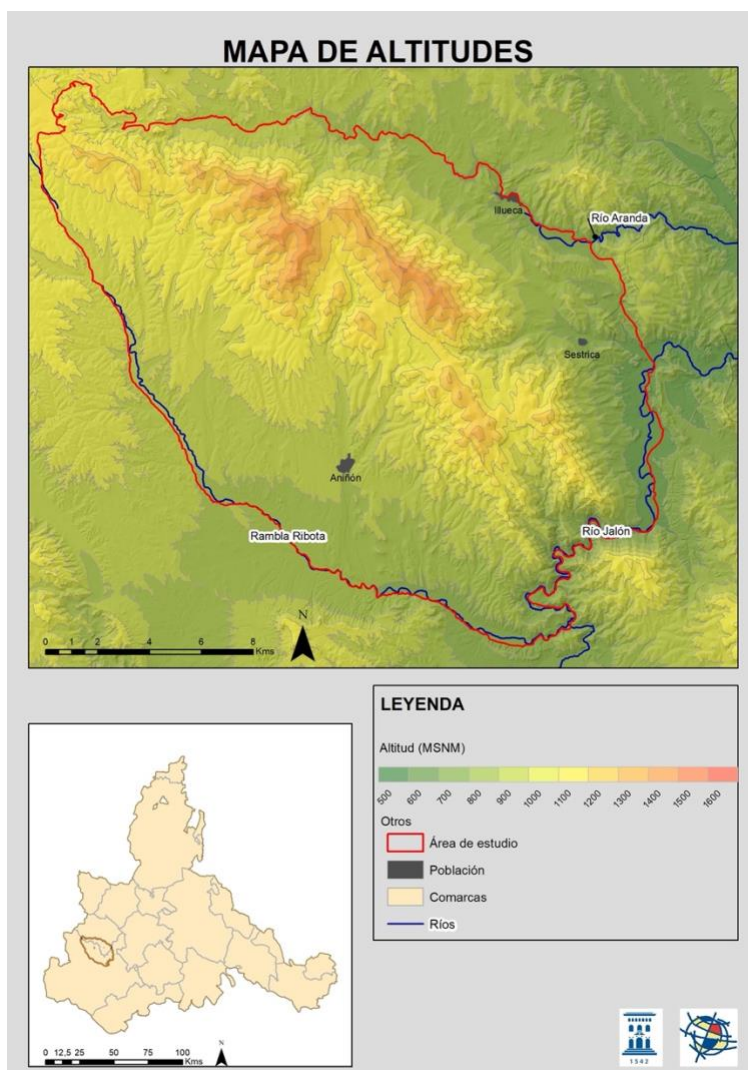 MAPA DE ALTITUDES
Illueca
Río Aranda
Sestrica
Aniñón
Rambla Ribota
Río Jalón
N
0 1 2 4 6 8
Kms
LEYENDA
Altitud (MSNM)
500 600 700 800 900 1000 1100 1200 1300 1400 1500 1600
Otros
Área de estudio
Población
Comarcas
Ríos
N
0 12,5 25 50 75 100
Kms
1542